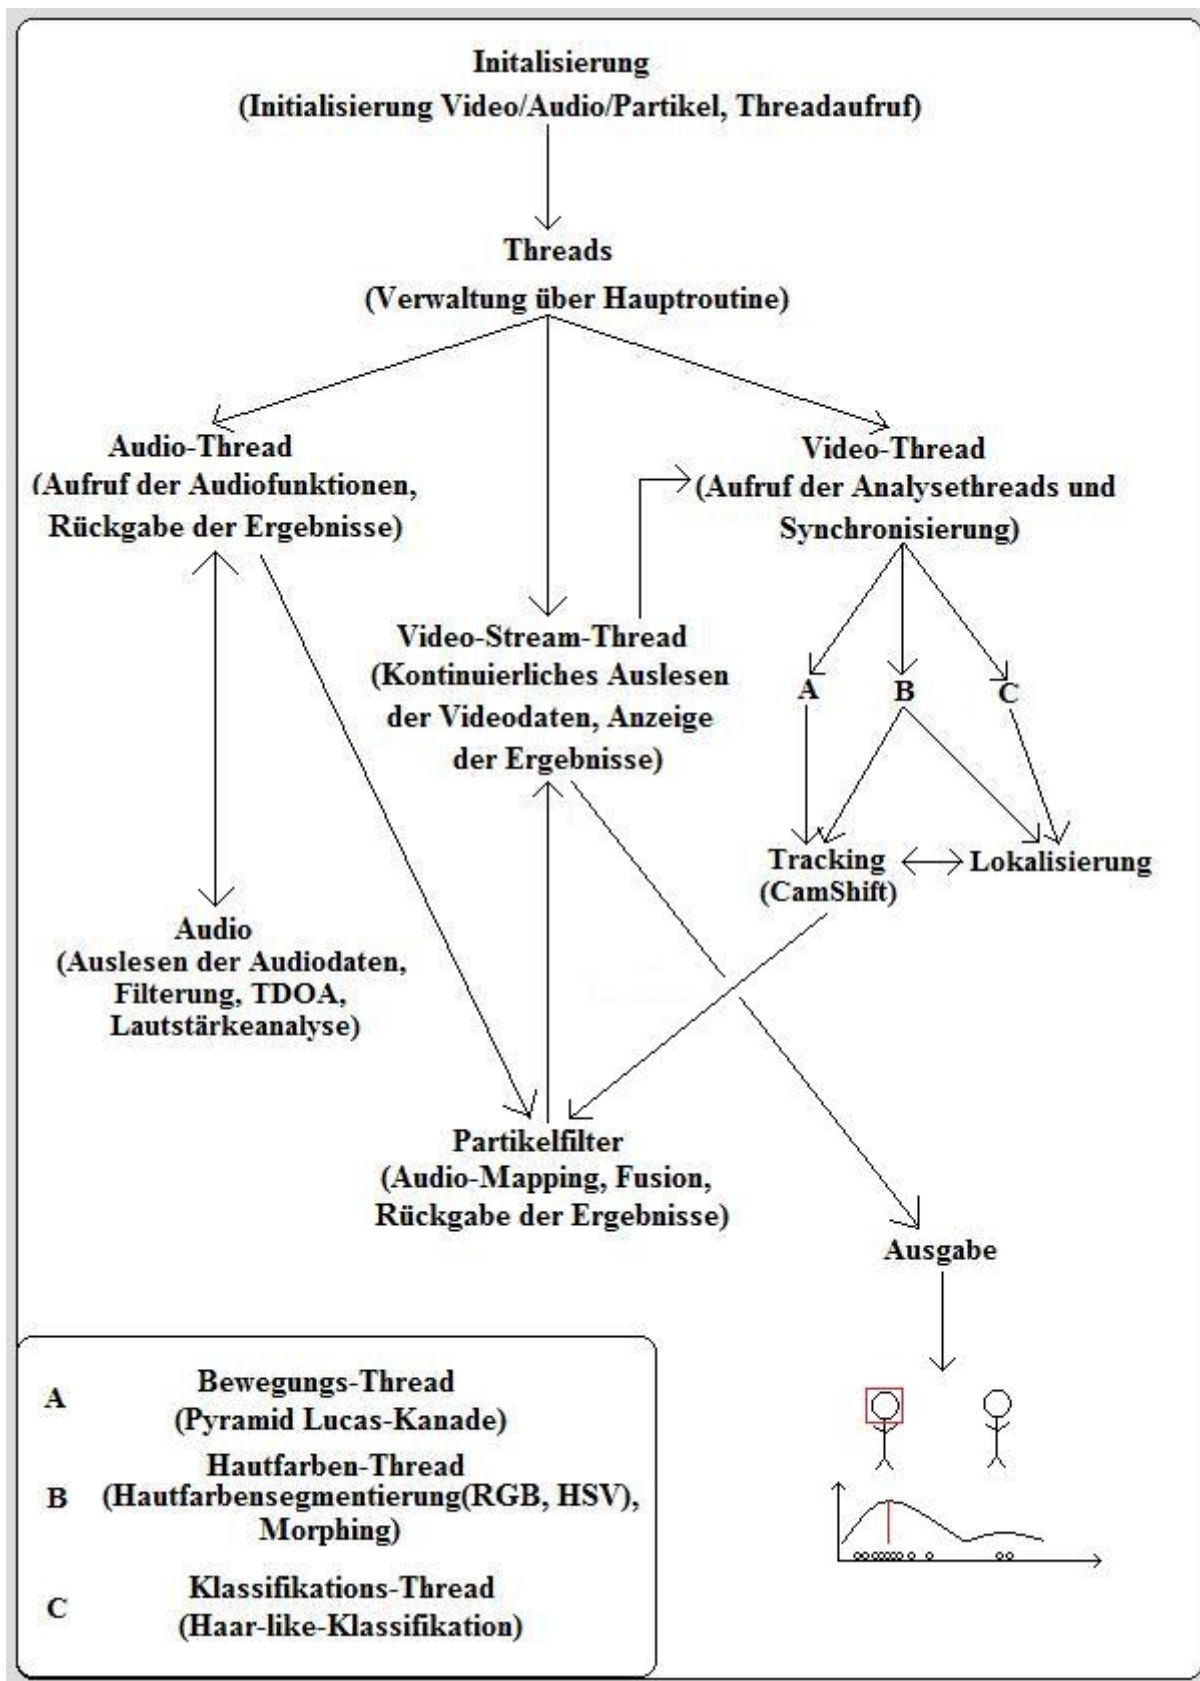 Initalisierung
(Initialisierung Video/Audio/Partikel, Threadaufruf)
Threads
(Verwaltung über Hauptroutine)
Audio-Thread
(Aufruf der Audiofunktionen,
Rückgabe der Ergebnisse)
Video-Thread
(Aufruf der Analysethreads und
Synchronisierung)
Video-Stream-Thread
(Kontinuierliches Auslesen
der Videodaten, Anzeige
der Ergebnisse)
A
B
C
Tracking
(CamShift)
Lokalisierung
Audio
(Auslesen der Audiodaten,
Filterung, TDOA,
Lautstärkeanalyse)
Partikelfilter
(Audio-Mapping, Fusion,
Rückgabe der Ergebnisse)
Ausgabe
A
Bewegungs-Thread
(Pyramid Lucas-Kanade)
B
Hautfarben-Thread
(Hautfarbensegmentierung(RGB, HSV),
Morphing)
C
Klassifikations-Thread
(Haar-like-Klassifikation)